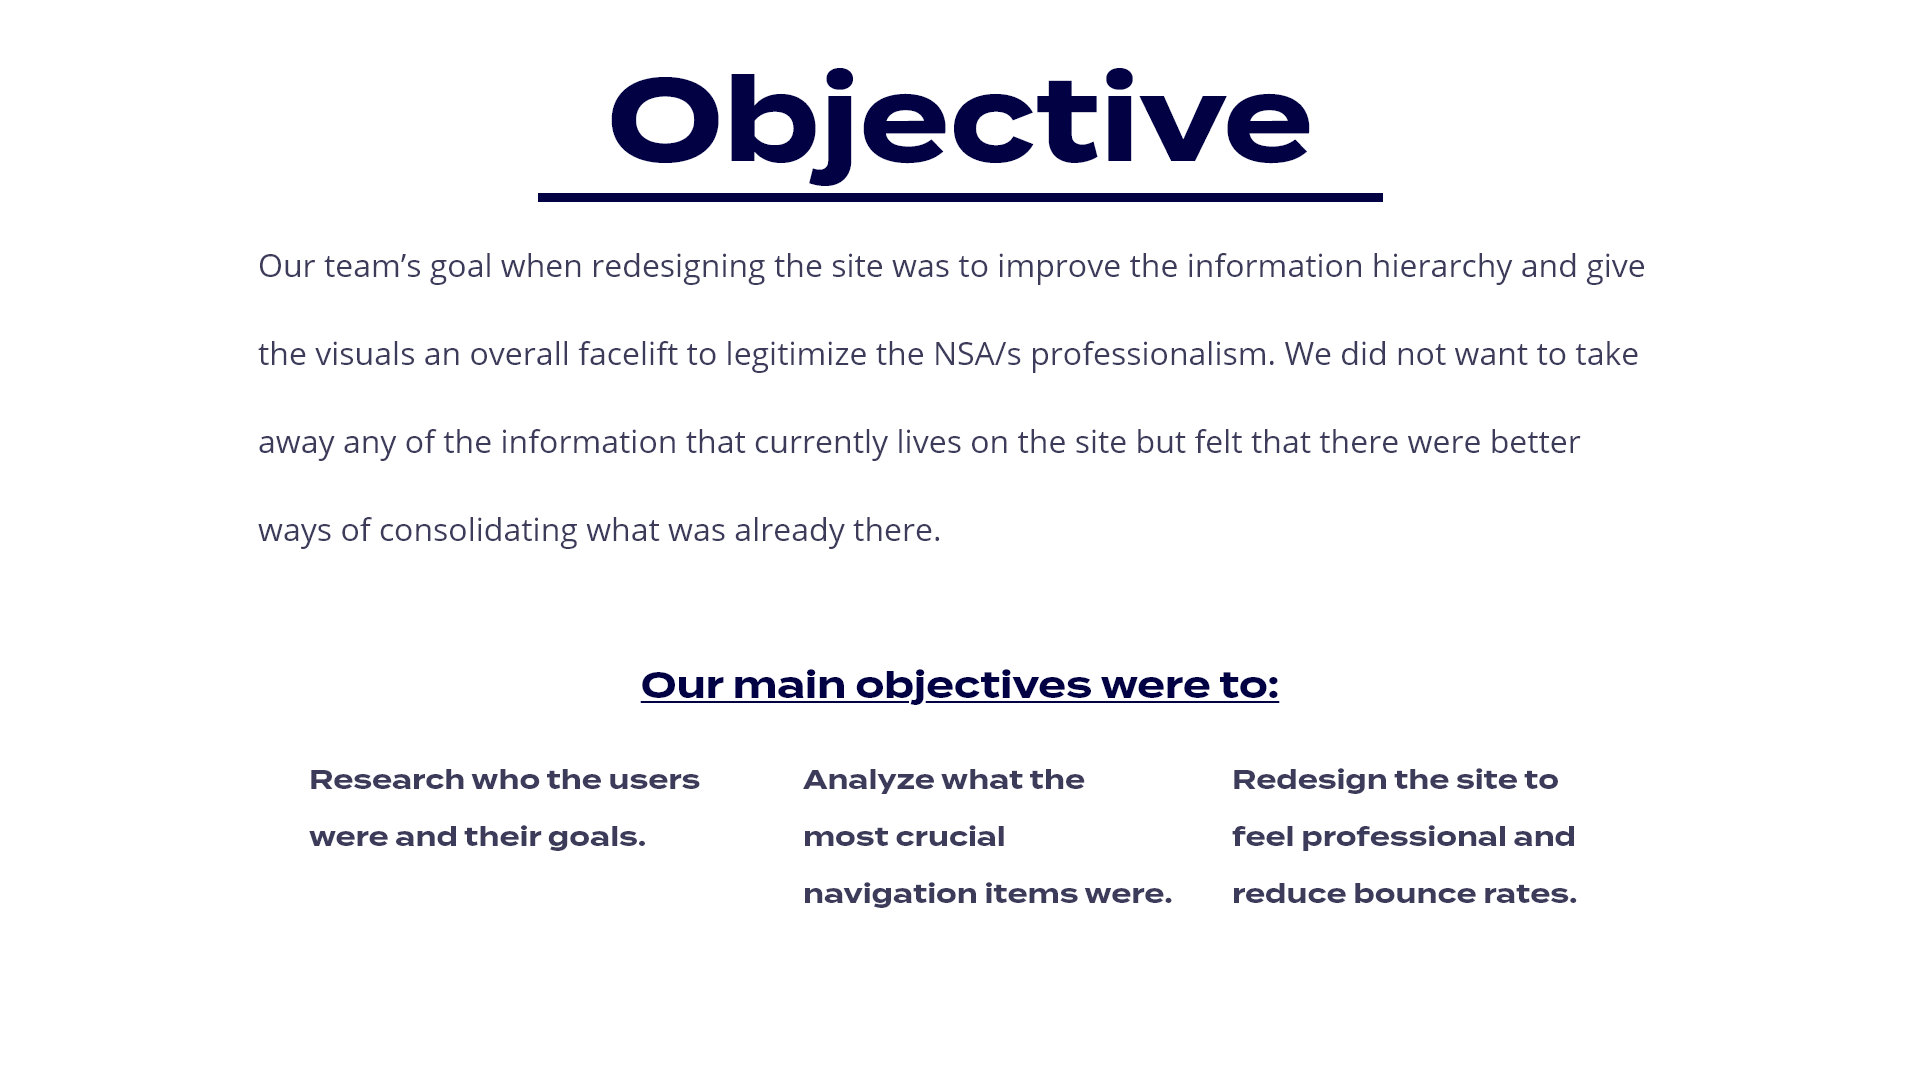 Objective
Our team’s goal when redesigning the site was to improve the information hierarchy and give
the visuals an overall facelift to legitimize the NSA/s professionalism. We did not want to take
away any of the information that currently lives on the site but felt that there were better
ways of consolidating what was already there.
Our main objectives were to:
Research who the users
were and their goals.
Analyze what the
most crucial
navigation items were.
Redesign the site to
feel professional and
reduce bounce rates.